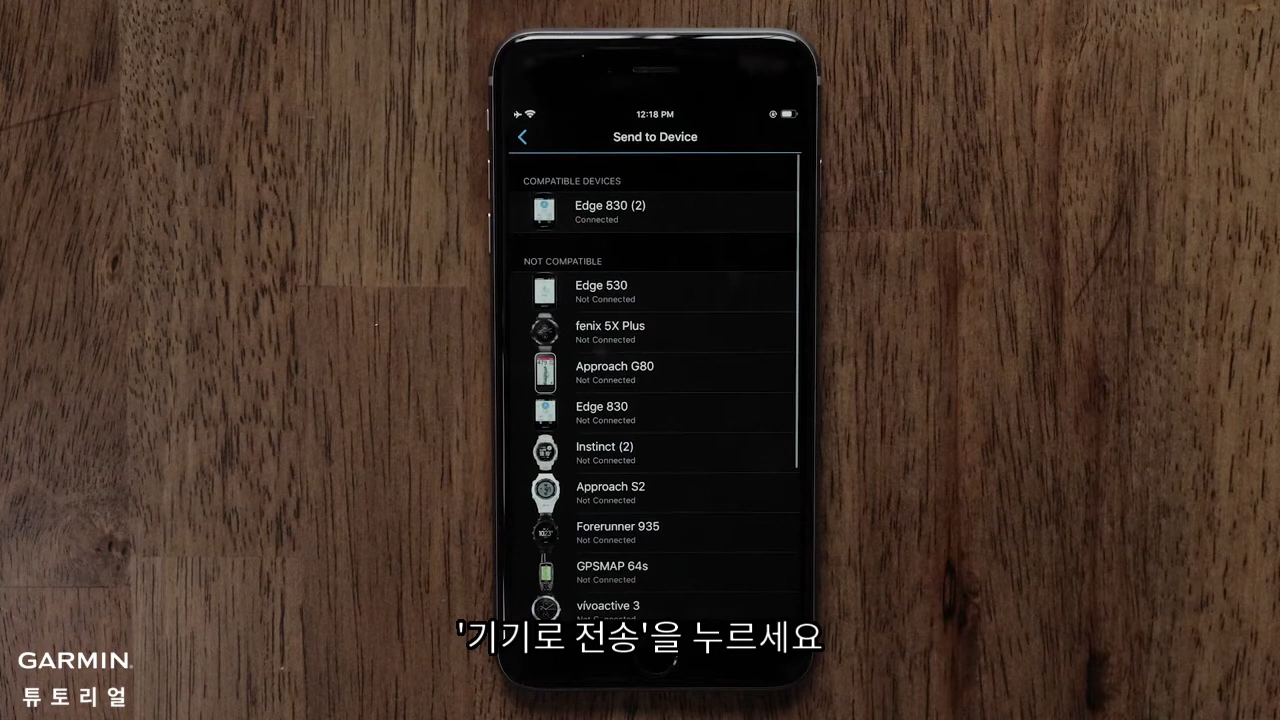 12:18 PM
Send to Device
COMPATIBLE DEVICES
Edge 830 (2)
Connected
NOT COMPATIBLE
Edge 530
Not Connected
fenix 5X Plus
Not Connected
Approach G80
Not Connected
Edge 830
Not Connected
Instinct (2)
Not Connected
Approach S2
Not Connected
Forerunner 935
Not Connected
GPSMAP 64s
Not Connected
vívoactive 3
'기기로 전송'을 누르세요
GARMIN
튜토리얼